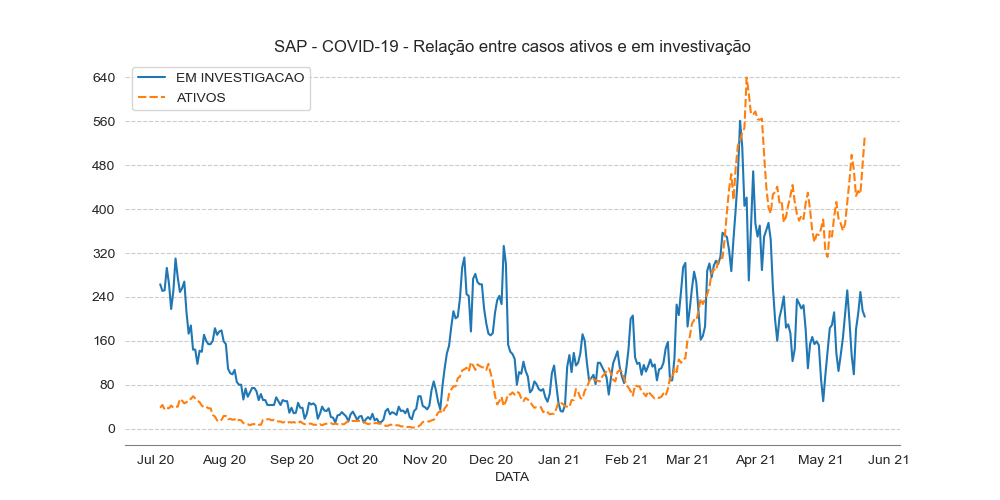 SAP - COVID-19 - Relação entre casos ativos e em investivação
EM INVESTIGACAO
ATIVOS
640
560
480
400
320
240
160
80
0
Jul 20 Aug 20 Sep 20 Oct 20 Nov 20 Dec 20 Jan 21 Feb 21 Mar 21 Apr 21 May 21 Jun 21
DATA